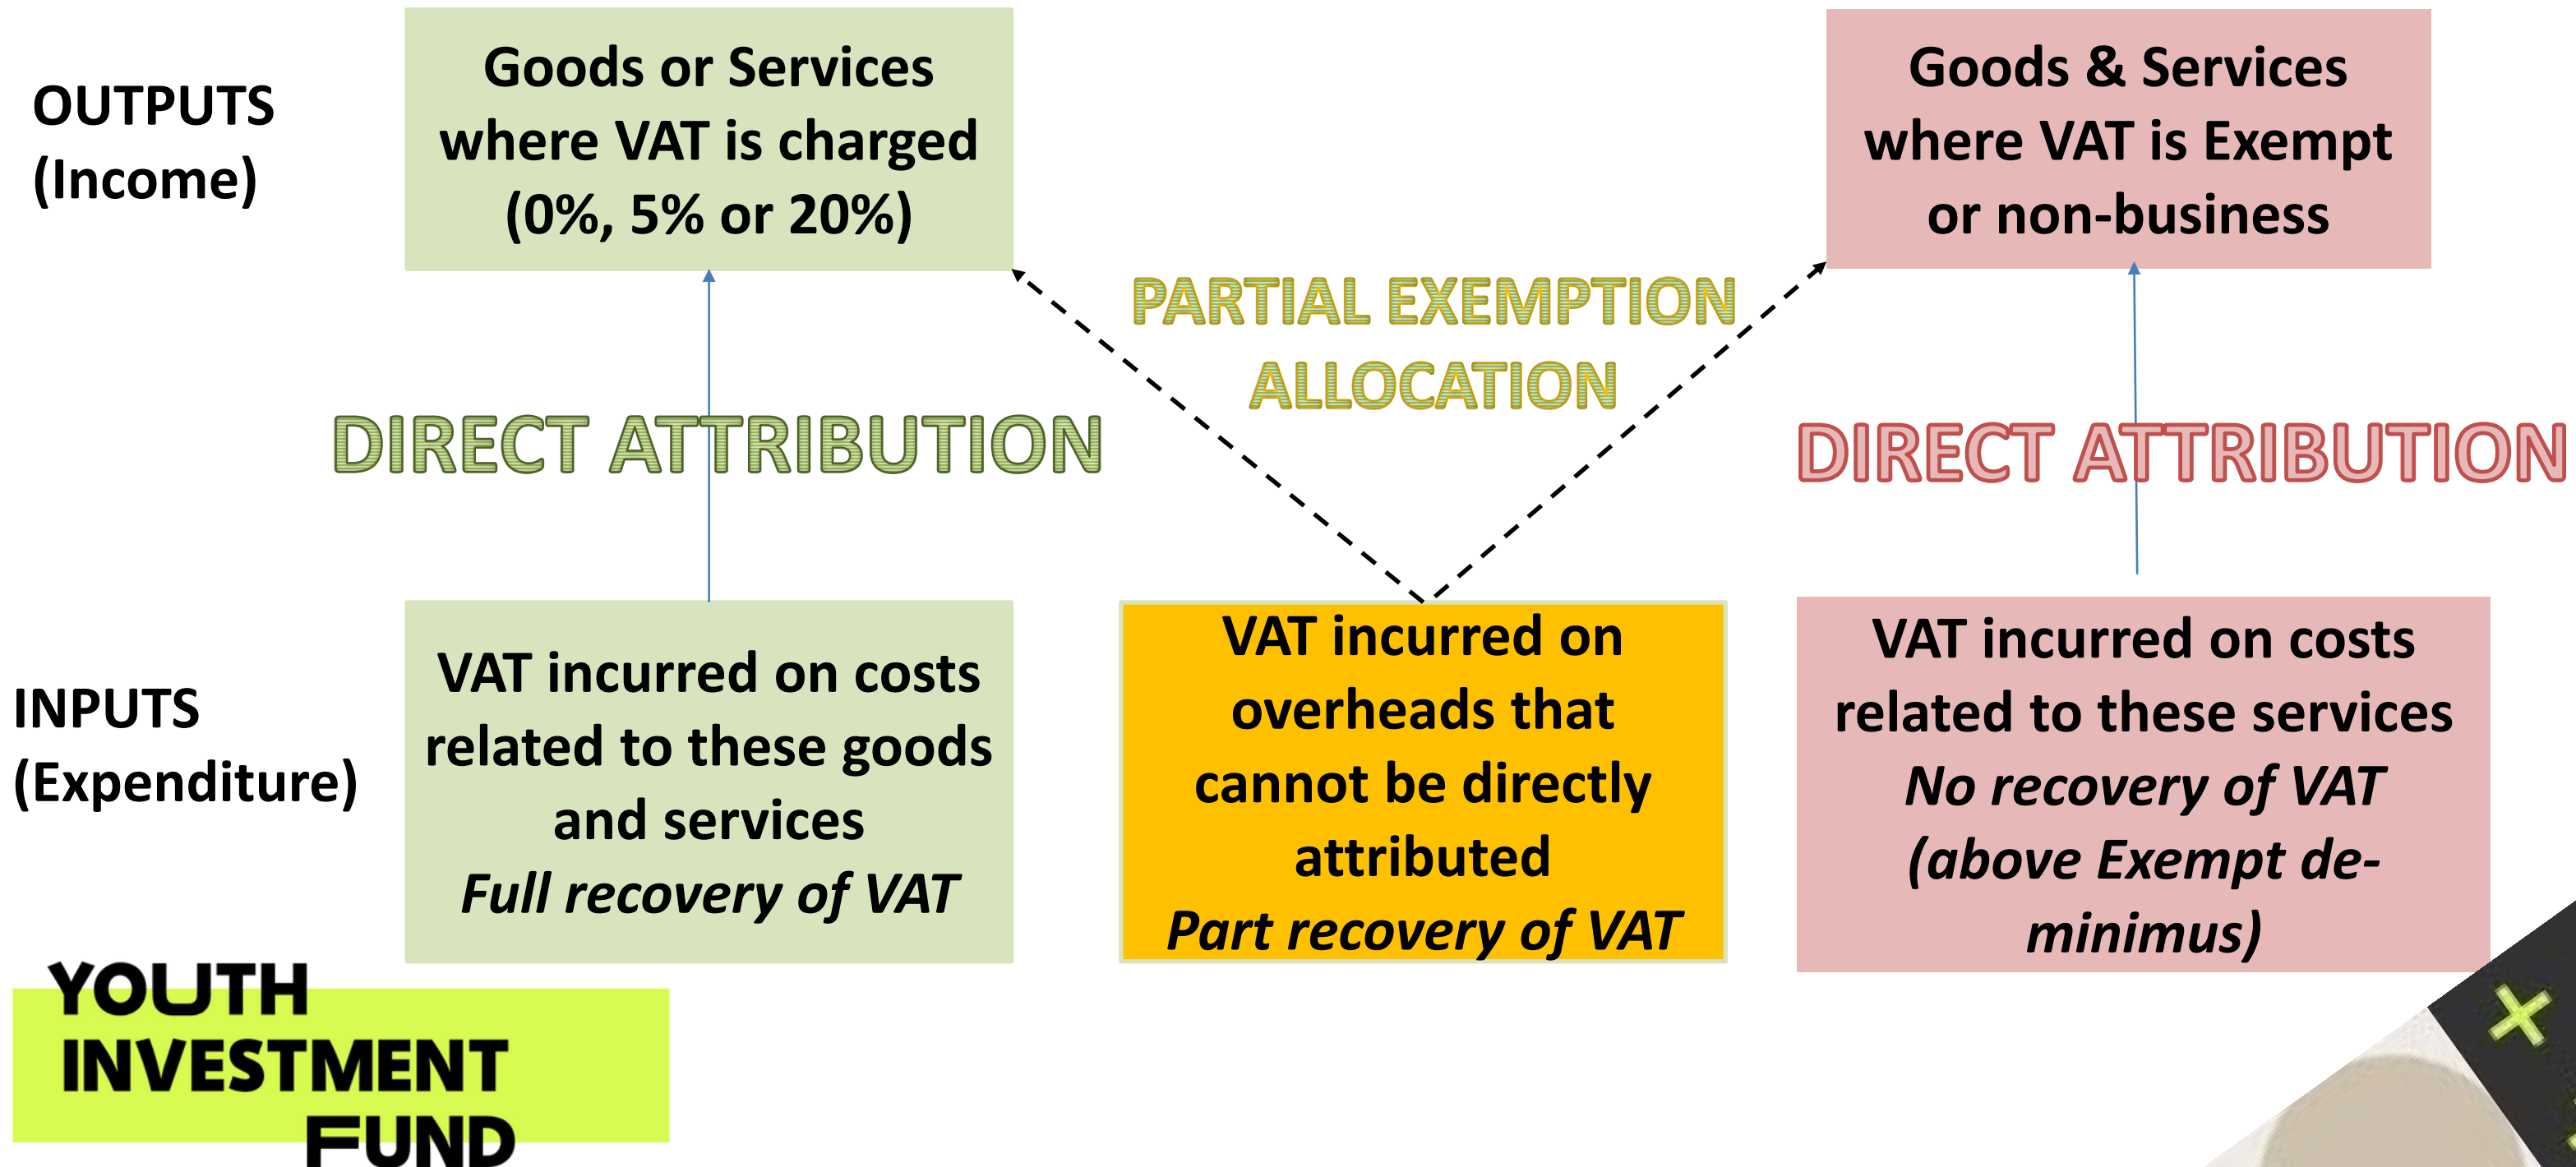 OUTPUTS
(Income)
Goods or Services
where VAT is charged
(0%, 5% or 20%)
Goods & Services
where VAT is Exempt
or non-business
PARTIAL EXEMPTION
ALLOCATION
DIRECT ATTRIBUTION
DIRECT ATTRIBUTION
INPUTS
(Expenditure)
VAT incurred on costs
related to these goods
and services
Full recovery of VAT
VAT incurred on
overheads that
cannot be directly
attributed
Part recovery of VAT
VAT incurred on costs
related to these services
No recovery of VAT
(above Exempt de-
minimus)
YOUTH
INVESTMENT
FUND